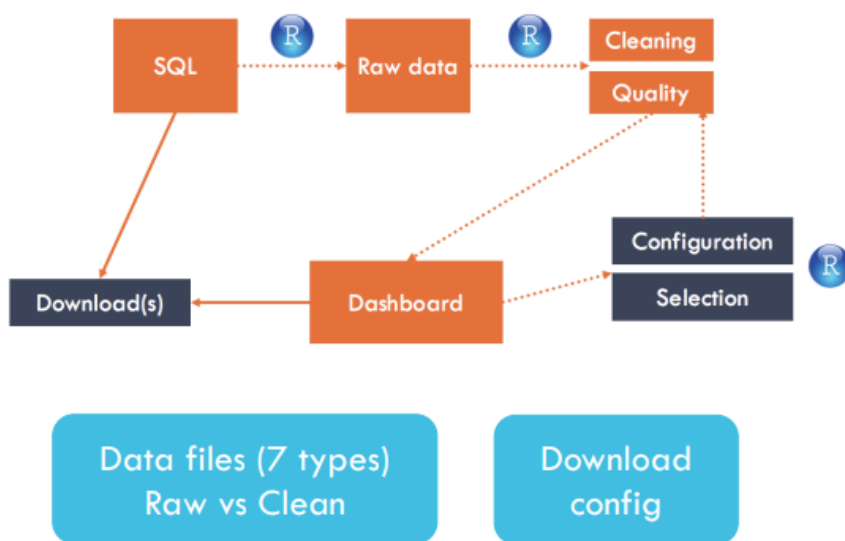 R
R
SQL
Raw data
Cleaning
Quality
Configuration
Selection
R
Download(s)
Dashboard
Data files (7 types)
Raw vs Clean
Download
config